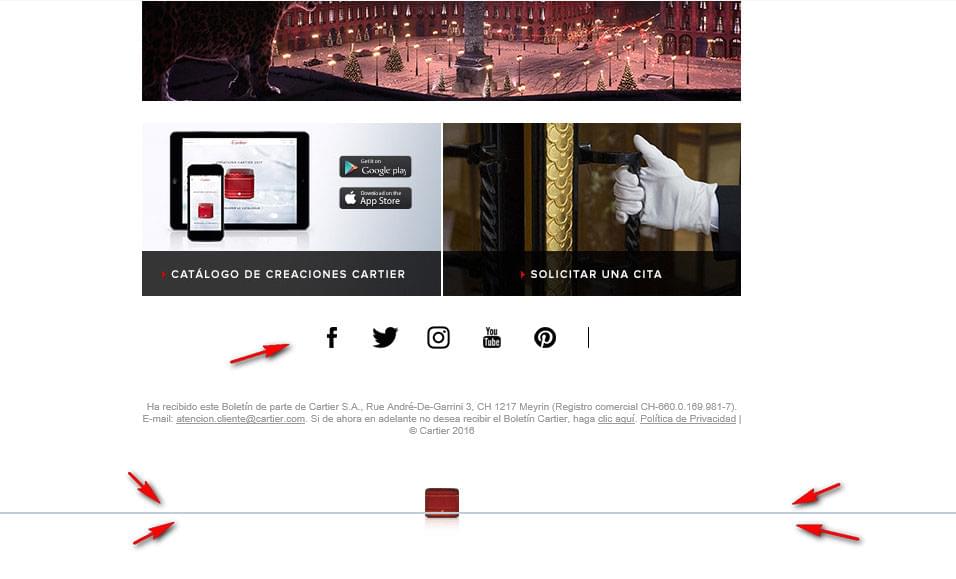 Cartier
CREACIONES CARTIER 2017
GET IT ON
Google play
Download on the
App Store
CATÁLOGO DE CREACIONES CARTIER
SOLICITAR UNA CITA
You
Tube
Ha recibido este Boletín de parte de Cartier S.A., Rue André-De-Garrini 3, CH 1217 Meyrin (Registro comercial CH-660.0.169.981-7).
E-mail: atencion.cliente@cartier.com. Si de ahora en adelante no desea recibir el Boletín Cartier, haga clic aquí. Política de Privacidad |
© Cartier 2016